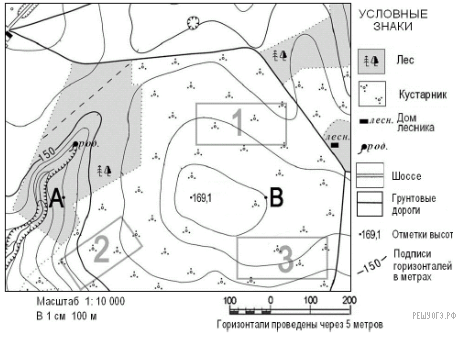 УСЛОВНЫЕ
ЗНАКИ
Лес
Кустарник
лесн. Дом
лесника
род.
Шоссе
Грунтовые
дороги
169,1 Отметки высот
150 Подписи
горизонталей
в метрах
1
лесн.
150
род.
А
169,1
В
2
3
Масштаб 1: 10 000
В 1 см 100 м
100 0 100 200
Горизонтали проведены через 5 метров
РЕШУОГЭ.РФ